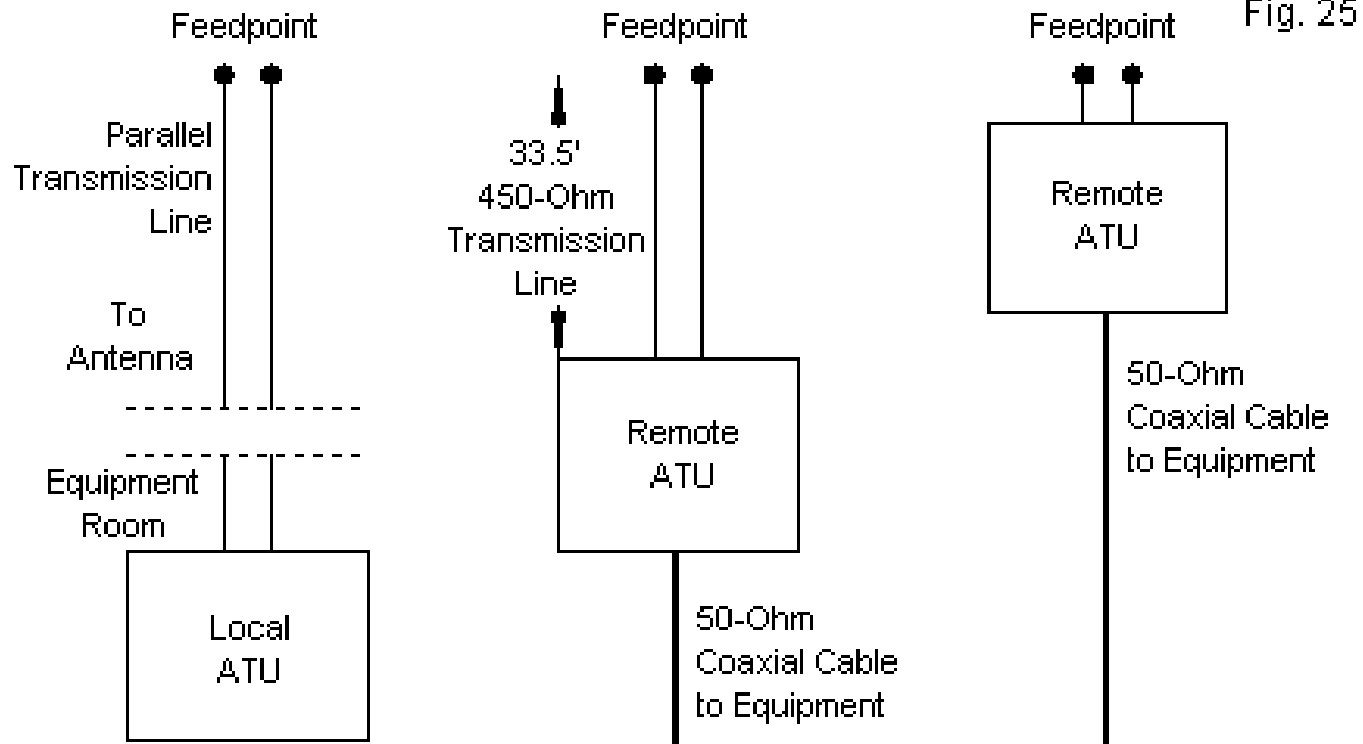 Feedpoint
Parallel
Transmission
Line
To
Antenna
Equipment
Room
Local
ATU
Feedpoint
33.5'
450-Ohm
Transmission
Line
Remote
ATU
50-Ohm
Coaxial Cable
to Equipment
Feedpoint
Fig. 25
Remote
ATU
50-Ohm
Coaxial Cable
to Equipment